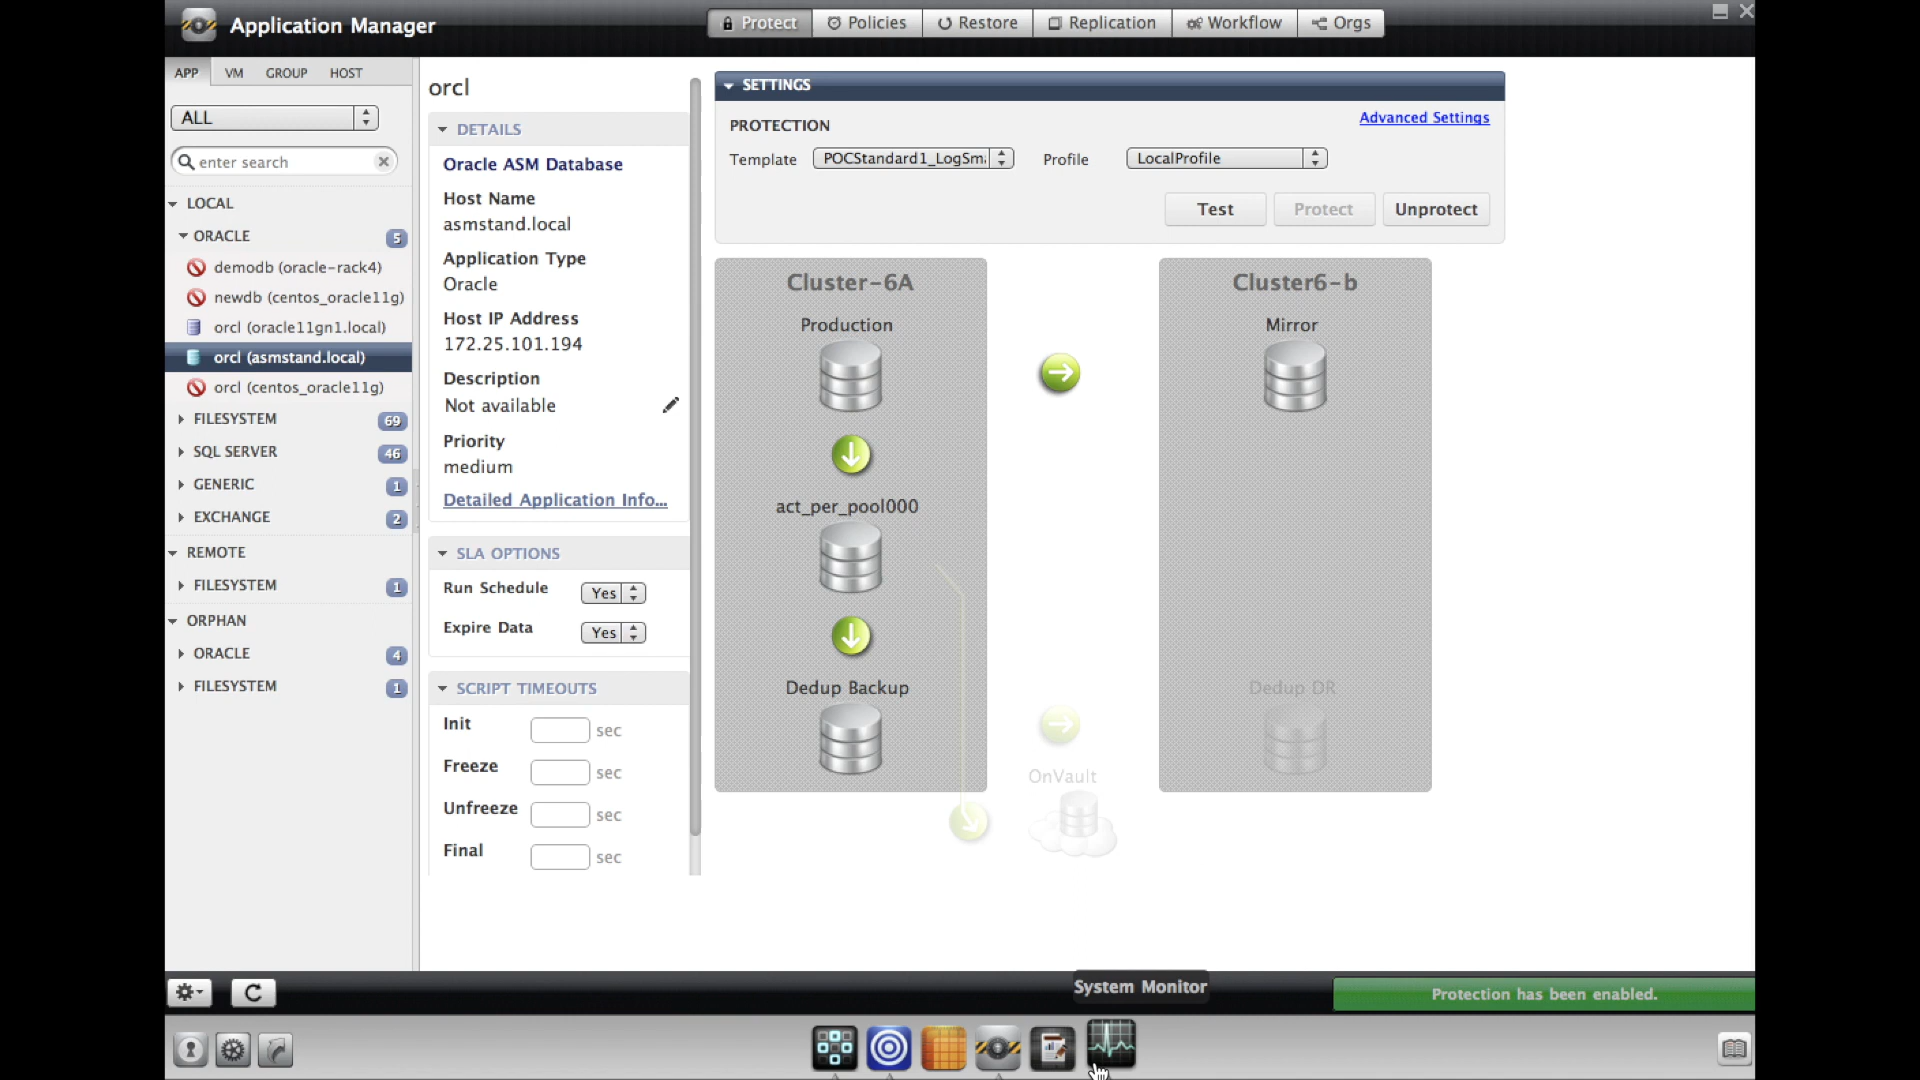 Application Manager
Protect
Policies
Restore
Replication
Workflow
Orgs
APP
VM
GROUP
HOST
ALL
enter search
LOCAL
ORACLE
5
demodb (oracle-rack4)
newdb (centos_oracle11g)
orcl (oracle11gn1.local)
orcl (asmstand.local)
orcl (centos_oracle11g)
FILESYSTEM
69
SQL SERVER
46
GENERIC
1
EXCHANGE
2
REMOTE
FILESYSTEM
1
ORPHAN
ORACLE
4
FILESYSTEM
1
orcl
DETAILS
Oracle ASM Database
Host Name
asmstand.local
Application Type
Oracle
Host IP Address
172.25.101.194
Description
Not available
Priority
medium
Detailed Application Info...
SLA OPTIONS
Run Schedule
Yes
Expire Data
Yes
SCRIPT TIMEOUTS
Init
sec
Freeze
sec
Unfreeze
sec
Final
sec
SETTINGS
PROTECTION
Advanced Settings
Template
POCStandard1_LogSm
Profile
LocalProfile
Test
Protect
Unprotect
Cluster-6A
Production
act_per_pool000
Dedup Backup
Cluster6-b
Mirror
Dedup DR
OnVault
System Monitor
Protection has been enabled.